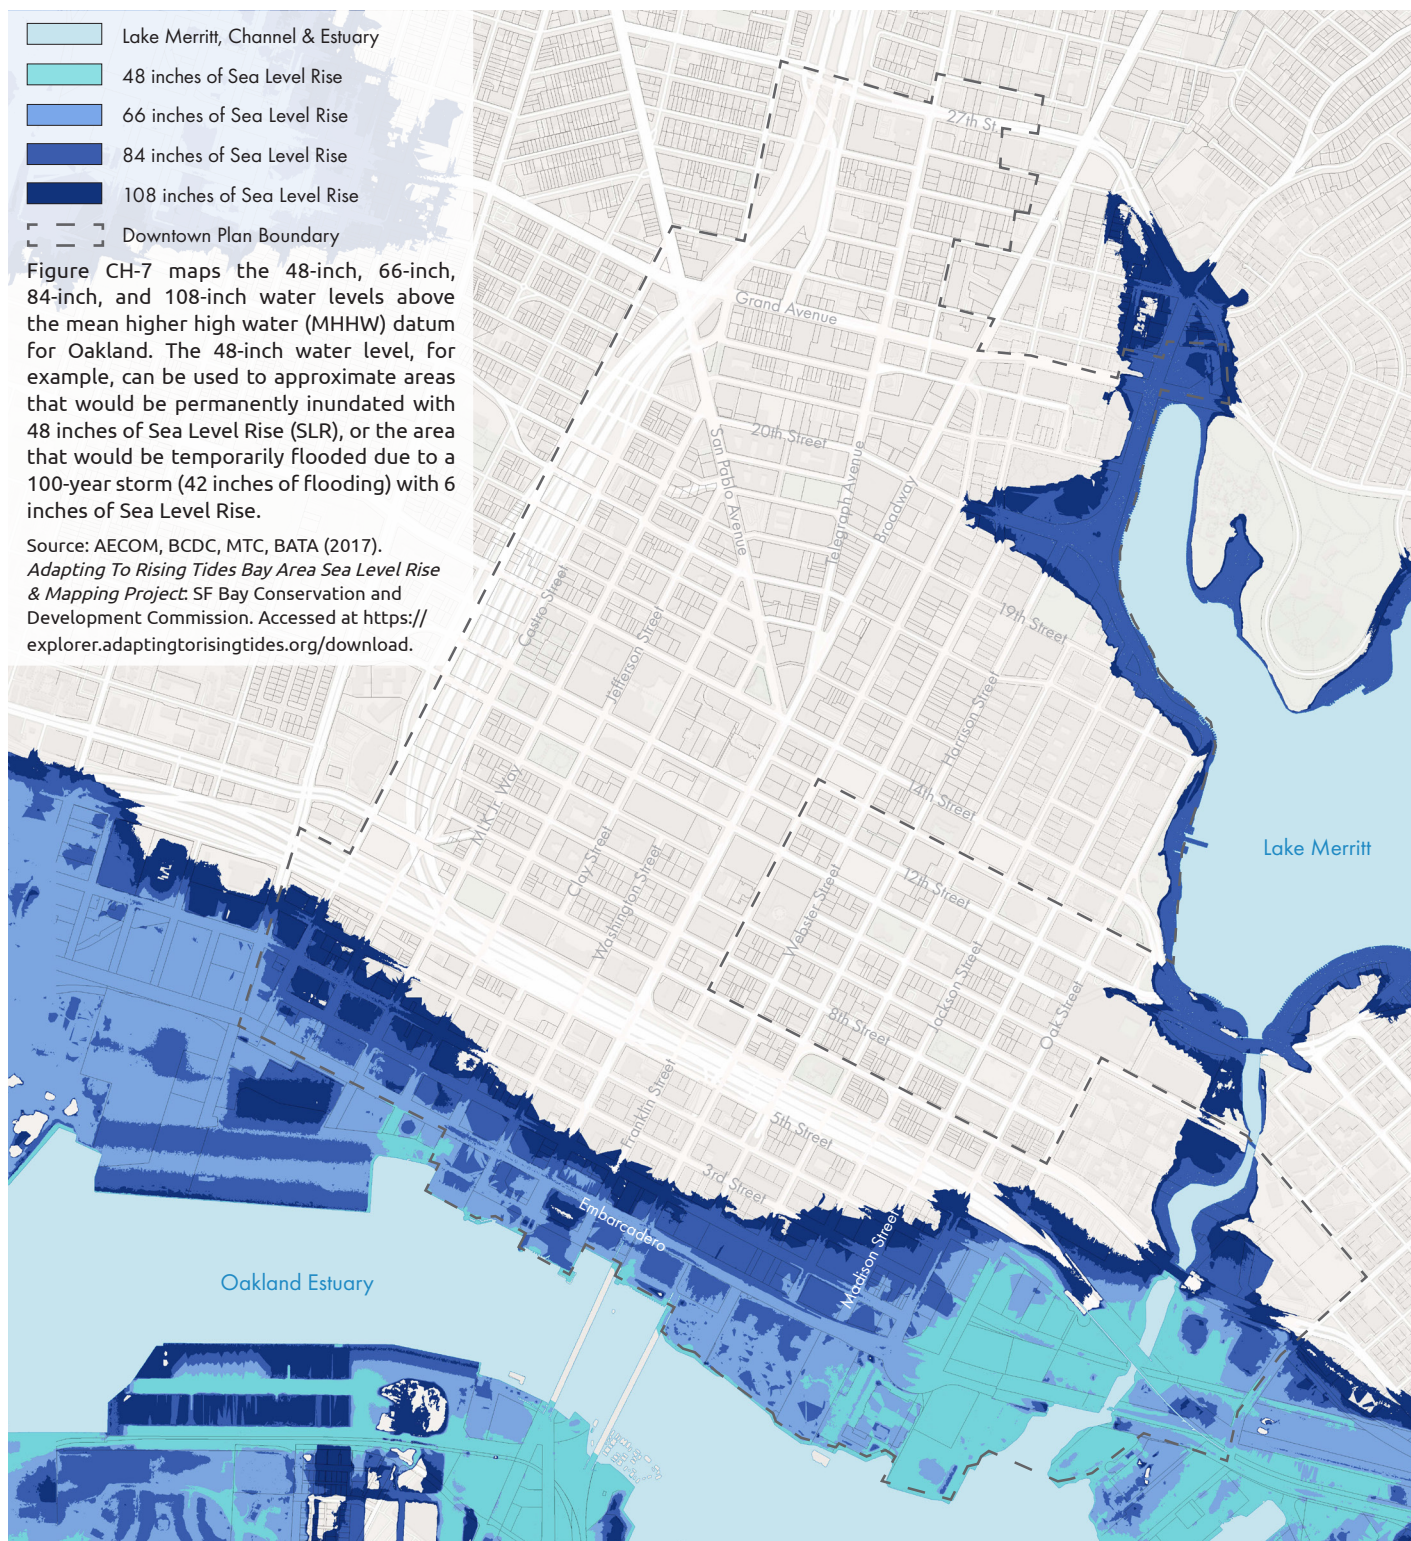 Lake Merritt, Channel & Estuary
48 inches of Sea Level Rise
66 inches of Sea Level Rise
84 inches of Sea Level Rise
108 inches of Sea Level Rise
Downtown Plan Boundary
Figure CH-7 maps the 48-inch, 66-inch,
84-inch, and 108-inch water levels above
the mean higher high water (MHHW) datum
for Oakland. The 48-inch water level, for
example, can be used to approximate areas
that would be permanently inundated with
48 inches of Sea Level Rise (SLR), or the area
that would be temporarily flooded due to a
100-year storm (42 inches of flooding) with 6
inches of Sea Level Rise.
Source: AECOM, BCDC, MTC, BATA (2017).
Adapting To Rising Tides Bay Area Sea Level Rise
& Mapping Project. SF Bay Conservation and
Development Commission. Accessed at https://
explorer.adaptingtorisingtides.org/download.
27th St
Grand Avenue
20th Street
San Pablo Avenue
Telegraph Avenue
Broadway
Castro Street
Jefferson Street
19th Street
Harrison Street
14th Street
MLK Jr. Way
Clay Street
Washington Street
Webster Street
12th Street
Lake Merritt
Jackson Street
Oak Street
8th Street
Franklin Street
5th Street
3rd Street
Embarcadero
Madison Street
Oakland Estuary